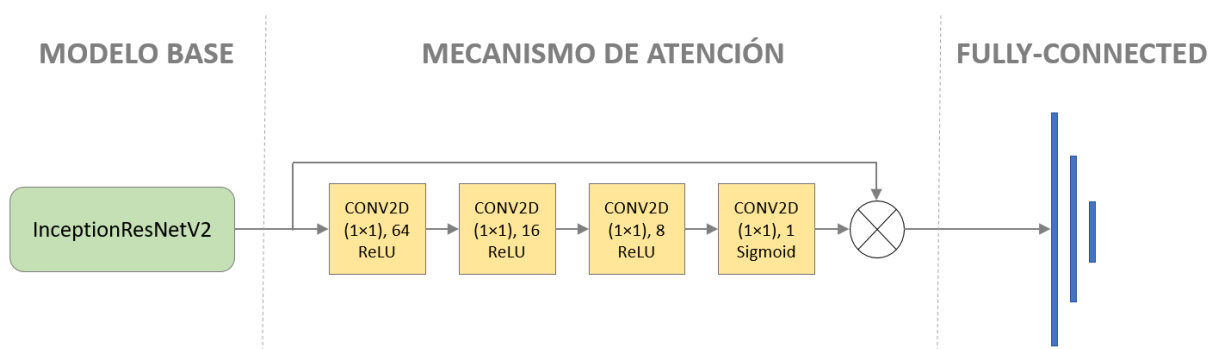 MODELO BASE
MECANISMO DE ATENCIÓN
FULLY-CONNECTED
InceptionResNetV2
CONV2D
(1×1), 64
ReLU
CONV2D
(1×1), 16
ReLU
CONV2D
(1×1), 8
ReLU
CONV2D
(1×1), 1
Sigmoid